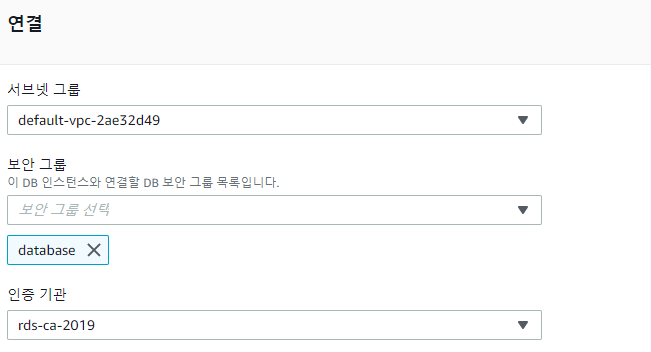 연결
서브넷 그룹
default-vpc-2ae32d49
보안 그룹
이 DB 인스턴스와 연결할 DB 보안 그룹 목록입니다.
보안 그룹 선택
database
인증 기관
rds-ca-2019